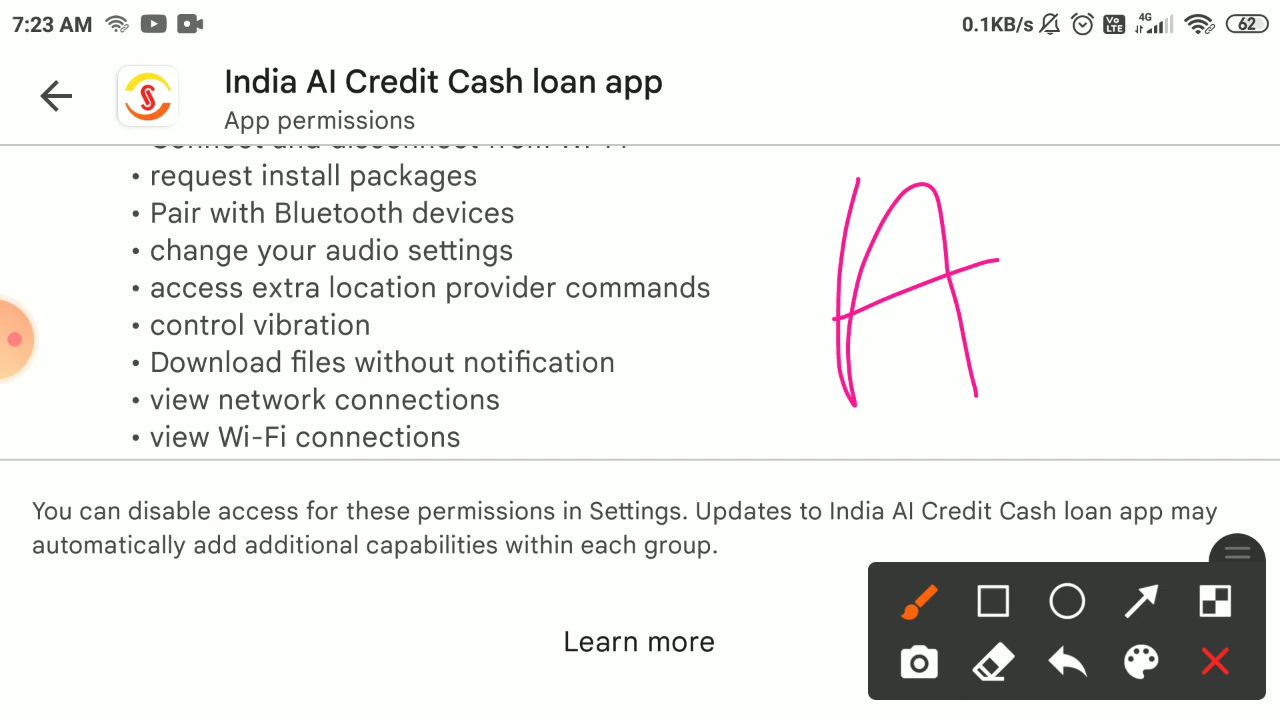 7:23 AM 0.1KB/s Vo LTE 4G 62
India AI Credit Cash loan app
App permissions
• request install packages
• Pair with Bluetooth devices
• change your audio settings
• access extra location provider commands
• control vibration
• Download files without notification
• view network connections
• view Wi-Fi connections
A
You can disable access for these permissions in Settings. Updates to India AI Credit Cash loan app may
automatically add additional capabilities within each group.
Learn more